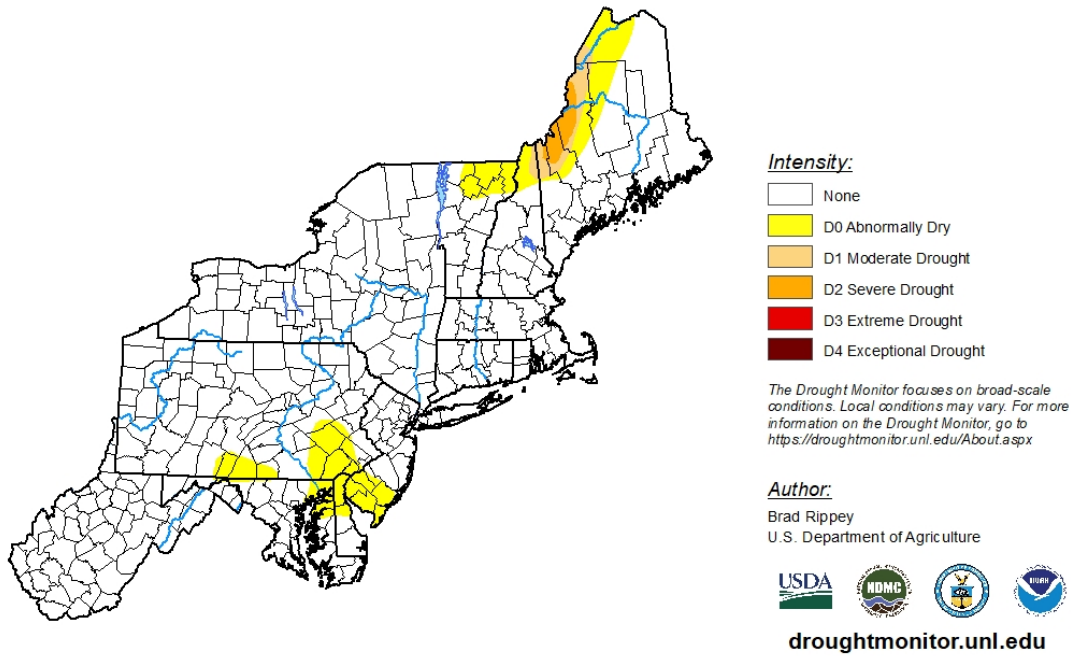 Intensity:
None
D0 Abnormally Dry
D1 Moderate Drought
D2 Severe Drought
D3 Extreme Drought
D4 Exceptional Drought
The Drought Monitor focuses on broad-scale
conditions. Local conditions may vary. For more
information on the Drought Monitor, go to
https://droughtmonitor.unl.edu/About.aspx
Author:
Brad Rippey
U.S. Department of Agriculture
USDA
NDMC
NOAA
droughtmonitor.unl.edu